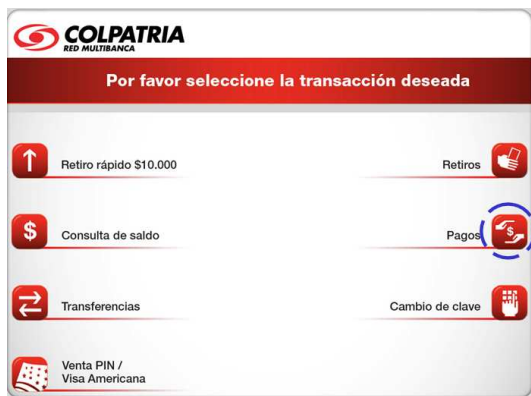 COLPATRIA
RED MULTIBANCA
Por favor seleccione la transacción deseada
Retiro rápido $10.000
Retiros
$
Consulta de saldo
Pagos
$
Transferencias
Cambio de clave
Venta PIN /
Visa Americana